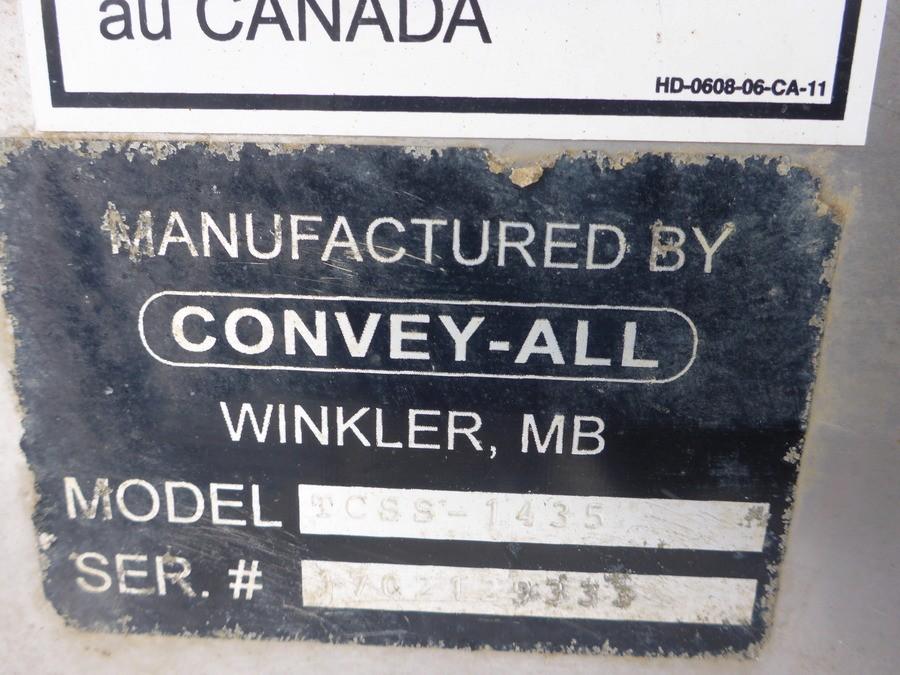 au CANADA
HD-0608-06-CA-11
MANUFACTURED BY
CONVEY-ALL
WINKLER, MB
MODEL TCSS-1435
SER. #